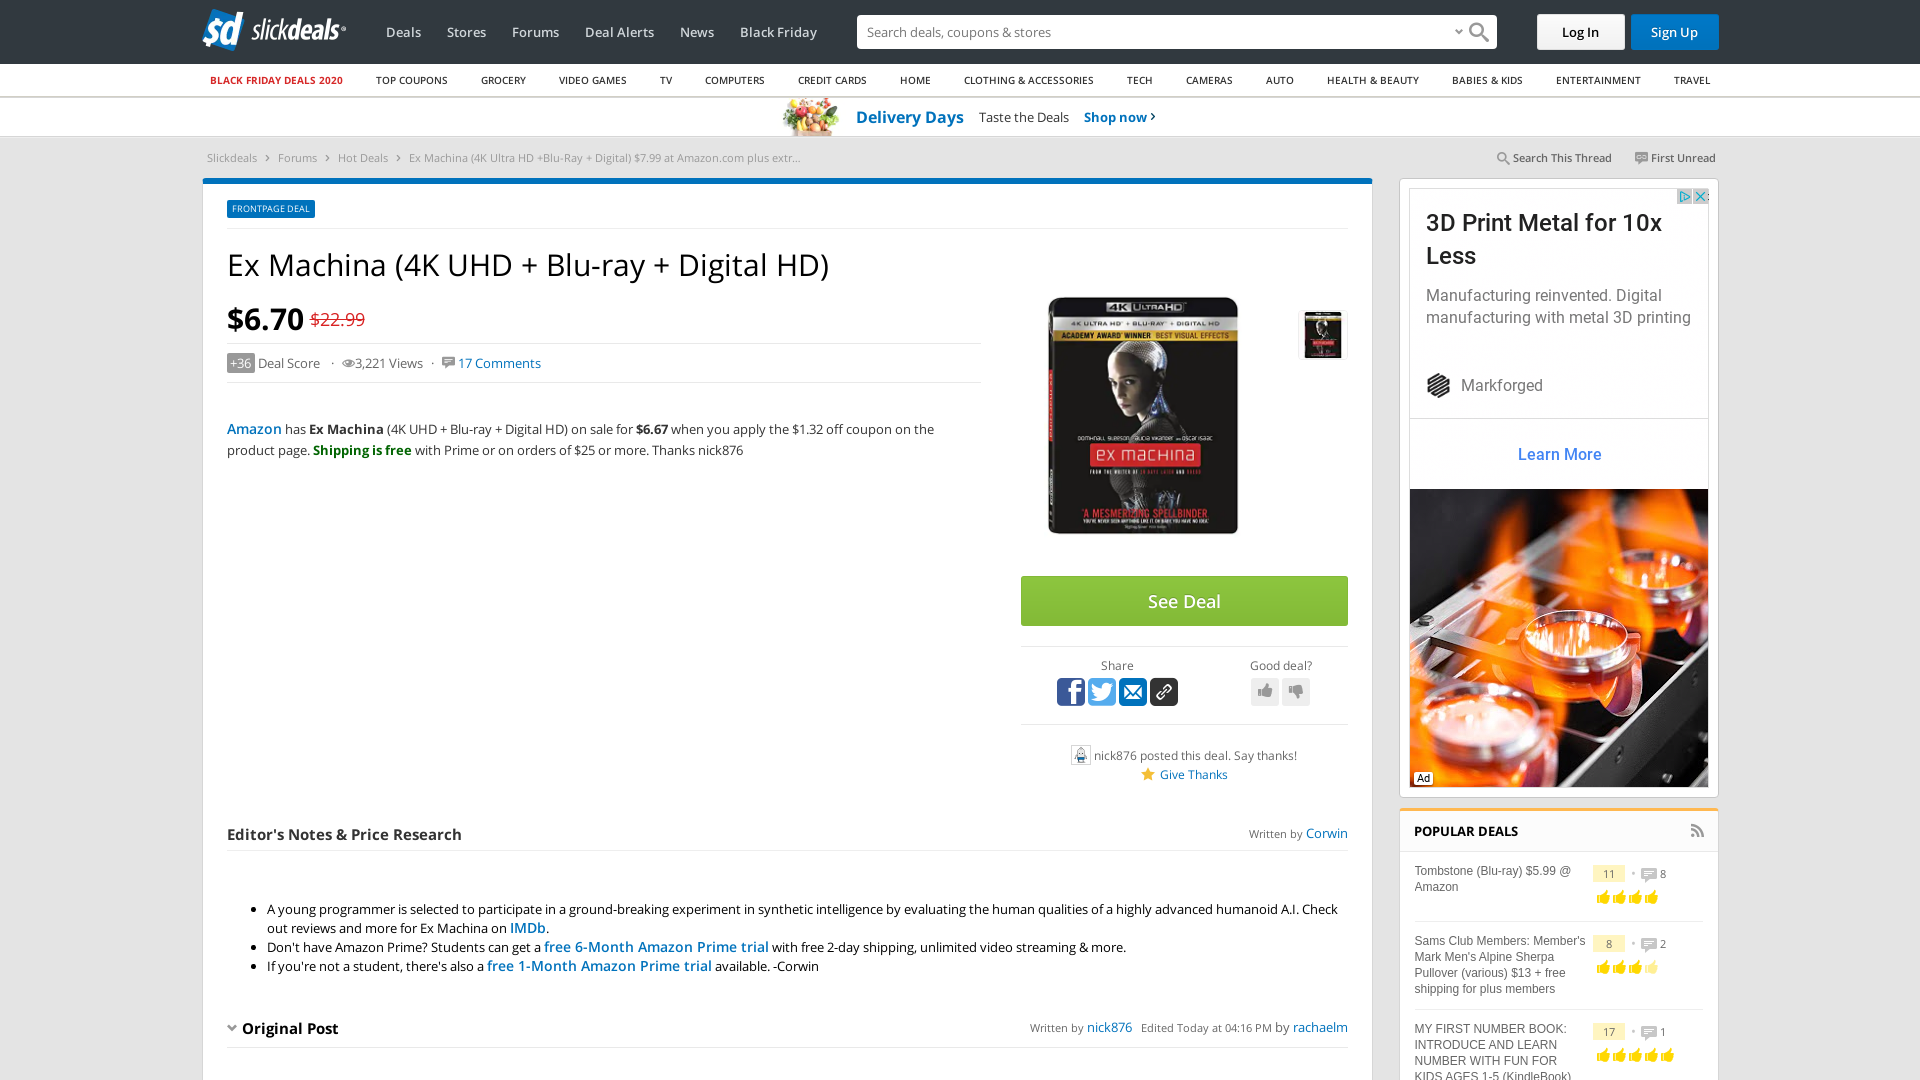 slickdeals
Deals
Stores
Forums
Deal Alerts
News
Black Friday
Search deals, coupons & stores
Log In
Sign Up
BLACK FRIDAY DEALS 2020
TOP COUPONS
GROCERY
VIDEO GAMES
TV
COMPUTERS
CREDIT CARDS
HOME
CLOTHING & ACCESSORIES
TECH
CAMERAS
AUTO
HEALTH & BEAUTY
BABIES & KIDS
ENTERTAINMENT
TRAVEL
Delivery Days Taste the Deals Shop now
Slickdeals › Forums › Hot Deals › Ex Machina (4K Ultra HD +Blu-Ray + Digital) $7.99 at Amazon.com plus extr...
Search This Thread
First Unread
FRONTPAGE DEAL
Ex Machina (4K UHD + Blu-ray + Digital HD)
$6.70 $22.99
+36 Deal Score · 3,221 Views · 17 Comments
Amazon has Ex Machina (4K UHD + Blu-ray + Digital HD) on sale for $6.67 when you apply the $1.32 off coupon on the
product page. Shipping is free with Prime or on orders of $25 or more. Thanks nick876
4K ULTRAHD
4K ULTRA HD + BLU-RAY + DIGITAL HD
ACADEMY AWARD WINNER BEST VISUAL EFFECTS
DOMHNALL GLEESON ALICIA VIKANDER AND OSCAR ISAAC
ex machina
"A MESMERIZING SPELLBINDER.
See Deal
Share
Good deal?
nick876 posted this deal. Say thanks!
Give Thanks
Editor's Notes & Price Research
Written by Corwin
A young programmer is selected to participate in a ground-breaking experiment in synthetic intelligence by evaluating the human qualities of a highly advanced humanoid A.I. Check
out reviews and more for Ex Machina on IMDb.
Don't have Amazon Prime? Students can get a free 6-Month Amazon Prime trial with free 2-day shipping, unlimited video streaming & more.
If you're not a student, there's also a free 1-Month Amazon Prime trial available. -Corwin
Original Post
Written by nick876 Edited Today at 04:16 PM by rachaelm
3D Print Metal for 10x
Less
Manufacturing reinvented. Digital
manufacturing with metal 3D printing
Markforged
Learn More
Ad
POPULAR DEALS
Tombstone (Blu-ray) $5.99 @
Amazon
11 • 8
Sams Club Members: Member's
Mark Men's Alpine Sherpa
Pullover (various) $13 + free
shipping for plus members
8 • 2
MY FIRST NUMBER BOOK:
INTRODUCE AND LEARN
NUMBER WITH FUN FOR
KIDS AGES 1-5 (KindleBook)
17 • 1